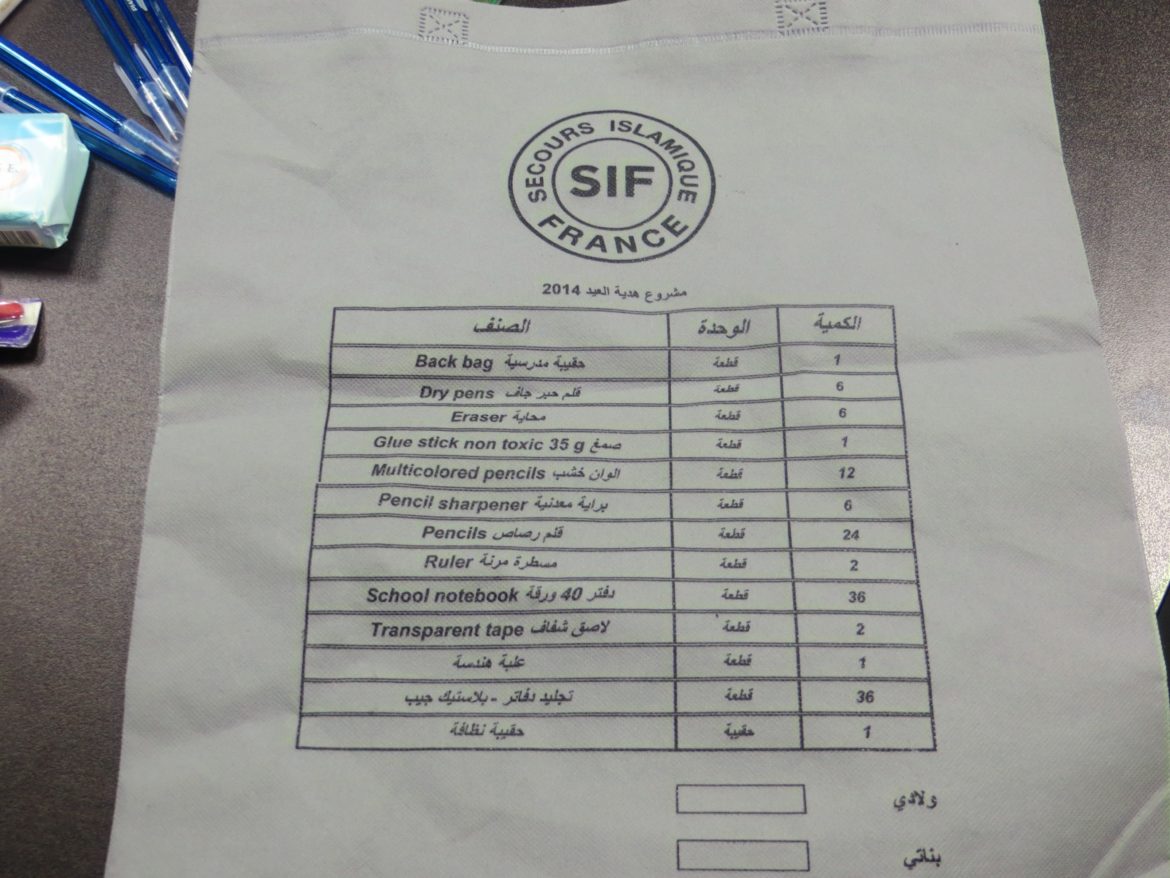 SECOURS ISLAMIQUE
SIF
FRANCE
مشروع هدية العيد 2014
الصنف الوحدة الكمية
Back bag حقيبة مدرسية قطعة 1
Dry pens قلم حبر جاف قطعة 6
Eraser محاية قطعة 6
Glue stick non toxic 35 g صمغ قطعة 1
Multicolored pencils الوان خشب قطعة 12
Pencil sharpener براية معدنية قطعة 6
Pencils قلم رصاص قطعة 24
Ruler مسطرة مرنة قطعة 2
School notebook دفتر 40 ورقة قطعة 36
Transparent tape لاصق شفاف قطعة 2
علبة هندسة قطعة 1
تجليد دفاتر - بلاستيك جيب قطعة 36
حقيبة نظافة حقيبة 1
ولادي
بناتي